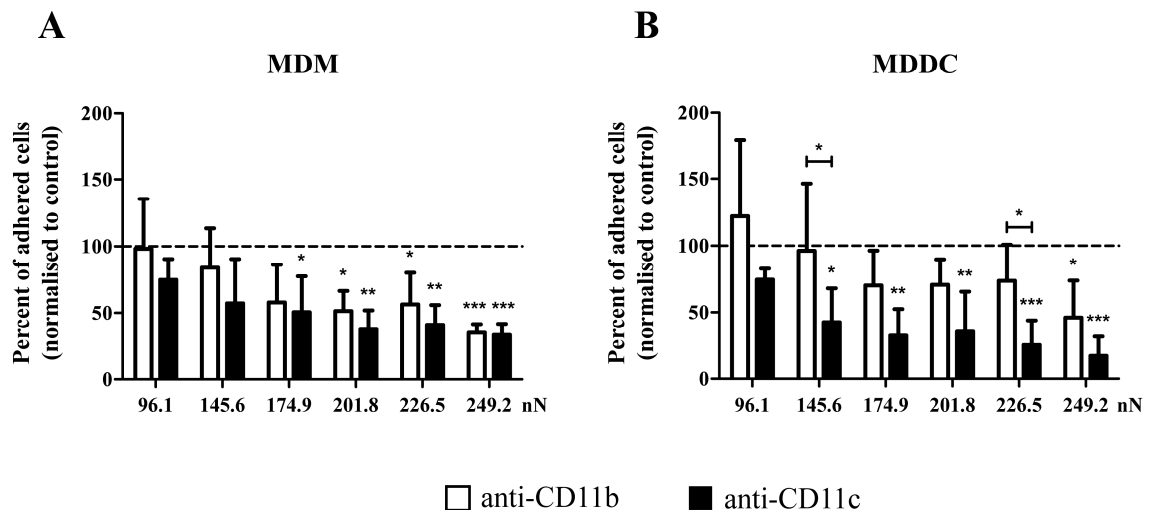 A
B
MDM
MDDC
Percent of adhered cells
(normalised to control)
200
150
100
50
0
* * ** * ** *** ***
96.1 145.6 174.9 201.8 226.5 249.2 nN
Percent of adhered cells
(normalised to control)
200
150
100
50
0
* * ** ** * *** * ***
96.1 145.6 174.9 201.8 226.5 249.2 nN
anti-CD11b anti-CD11c